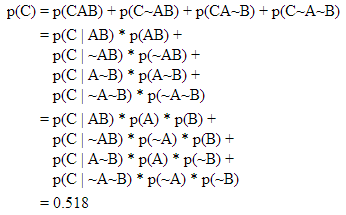 p(C) = p(CAB) + p(C~AB) + p(CA~B) + p(C~A~B)
= p(C | AB) * p(AB) +
p(C | ~AB) * p(~AB) +
p(C | A~B) * p(A~B) +
p(C | ~A~B) * p(~A~B)
= p(C | AB) * p(A) * p(B) +
p(C | ~AB) * p(~A) * p(B) +
p(C | A~B) * p(A) * p(~B) +
p(C | ~A~B) * p(~A) * p(~B)
= 0.518